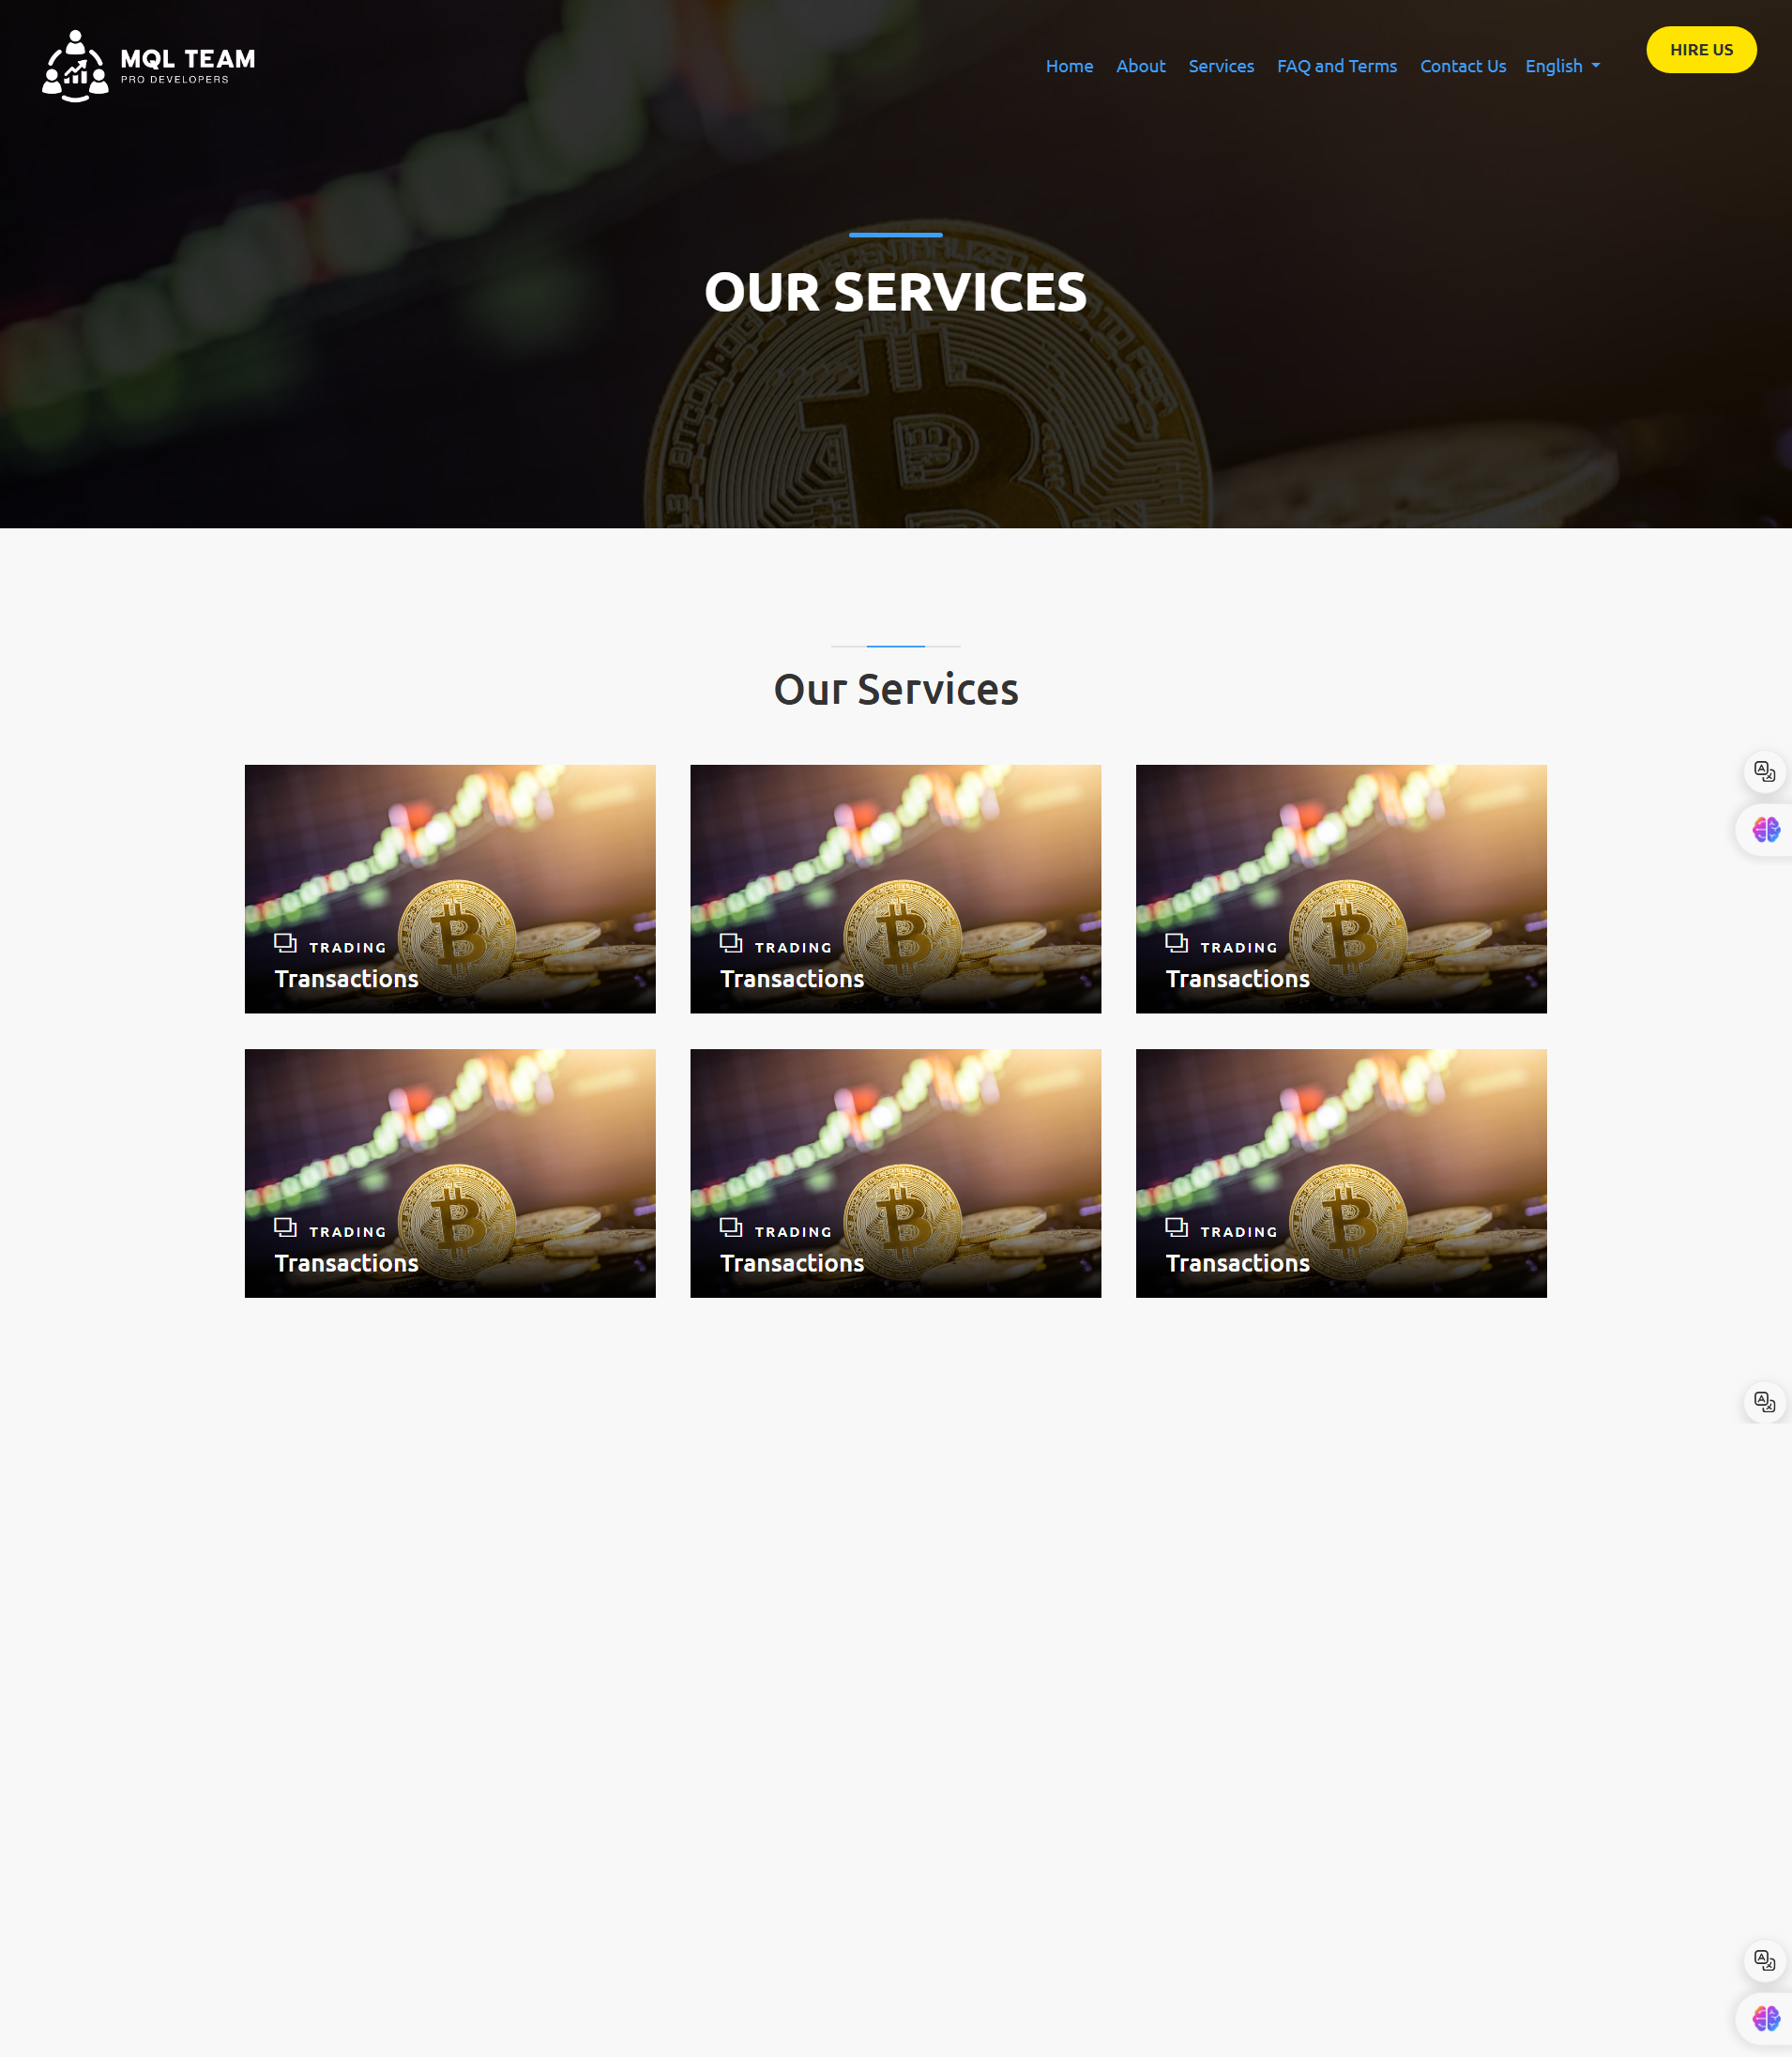 MQL TEAM
PRO DEVELOPERS
Home About Services FAQ and Terms Contact Us English
HIRE US
OUR SERVICES
Our Services
TRADING
Transactions
TRADING
Transactions
TRADING
Transactions
TRADING
Transactions
TRADING
Transactions
TRADING
Transactions